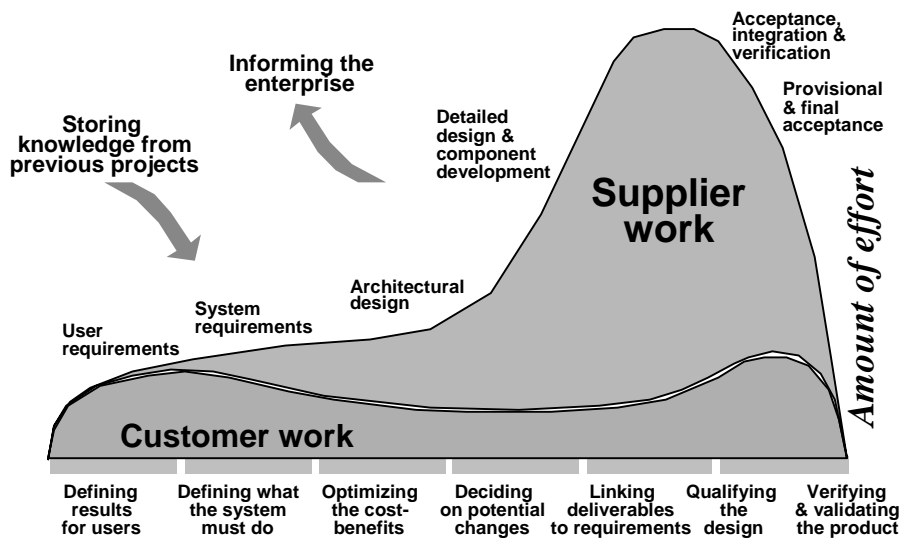 Informing the
enterprise
Storing
knowledge from
previous projects
User
requirements
System
requirements
Architectural
design
Detailed
design &
component
development
Acceptance,
integration &
verification
Provisional
& final
acceptance
Supplier
work
Customer work
Amount of effort
Defining
results
for users
Defining what
the system
must do
Optimizing
the cost-
benefits
Deciding
on potential
changes
Linking
deliverables
to requirements
Qualifying
the
design
Verifying
& validating
the product